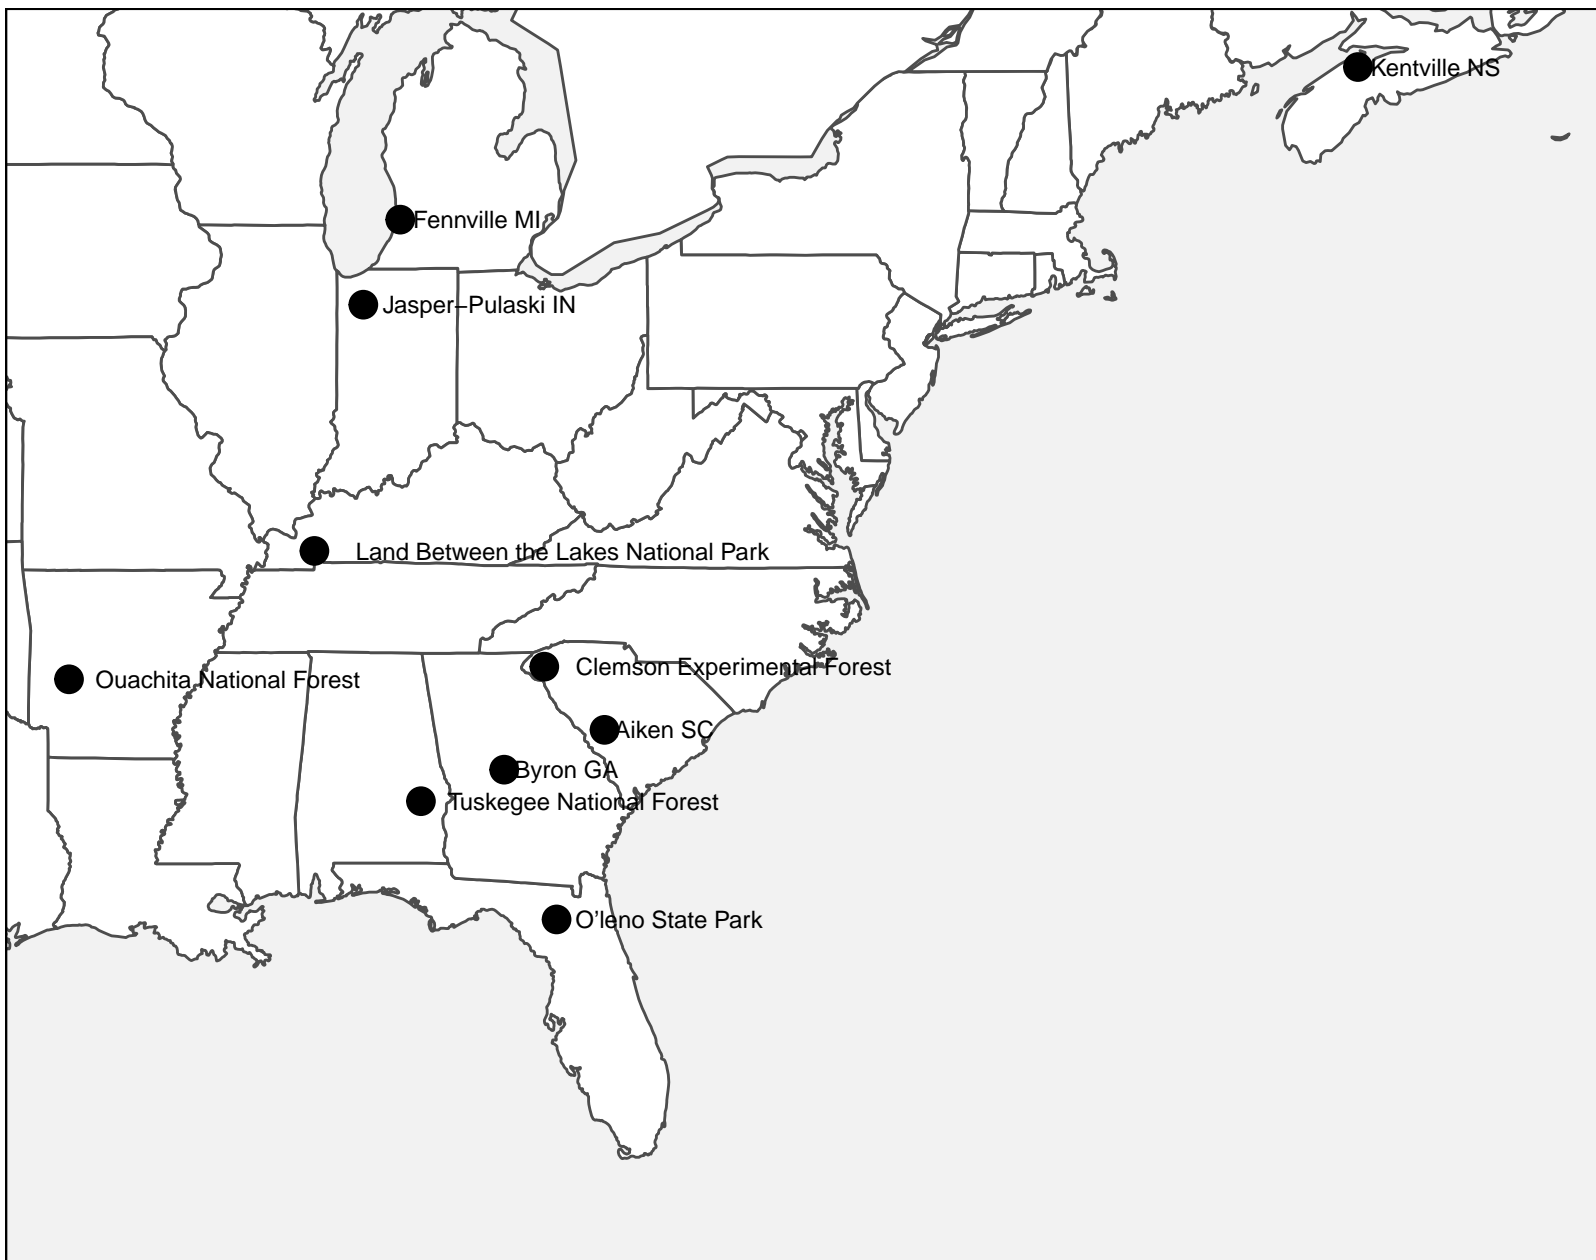 Kentville NS
Fennville MI
Jasper−Pulaski IN
Land Between the Lakes National Park
Clemson Experimental Forest
Ouachita National Forest
Aiken SC
Byron GA
Tuskegee National Forest
O’leno State Park